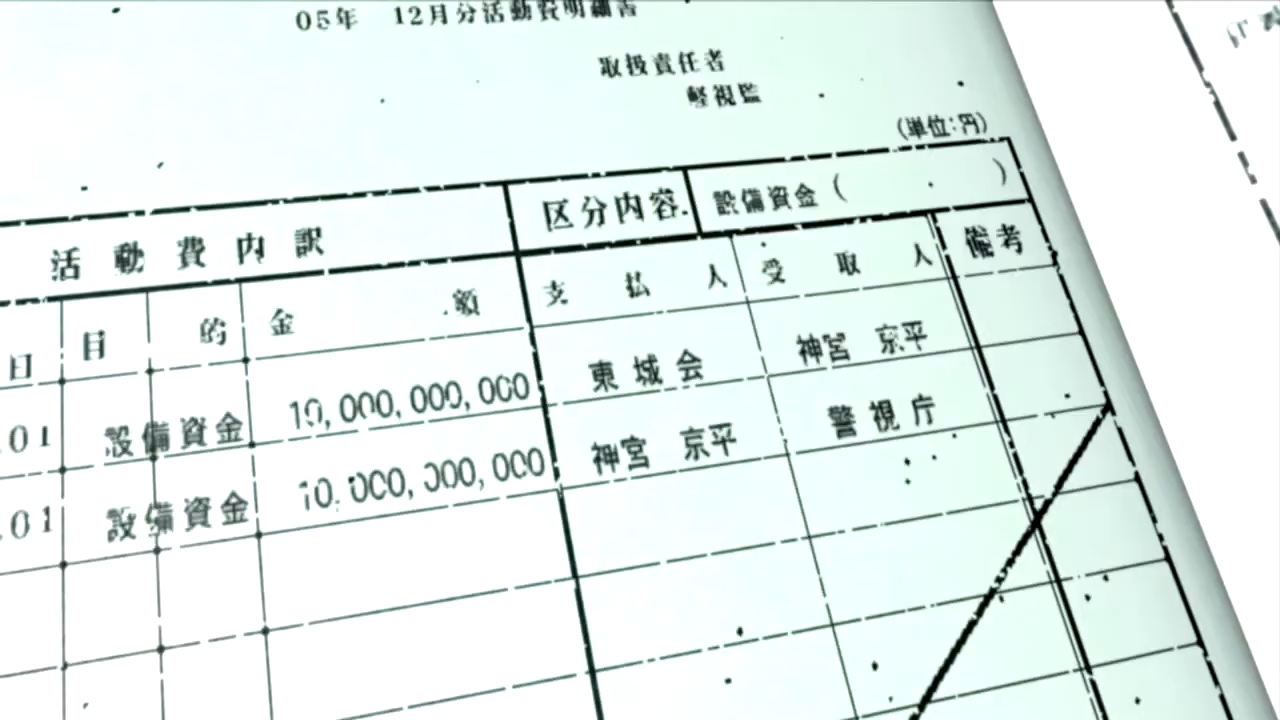 05年 12月分活動費明細書
取扱責任者
軽視監
(単位:円)
活動費内訳 区分内容 設備資金( )
日 目的 金額 支払人 受取人 備考
.01 設備資金 10,000,000,000 東城会 神宮 京平
.01 設備資金 10,000,000,000 神宮 京平 警視庁